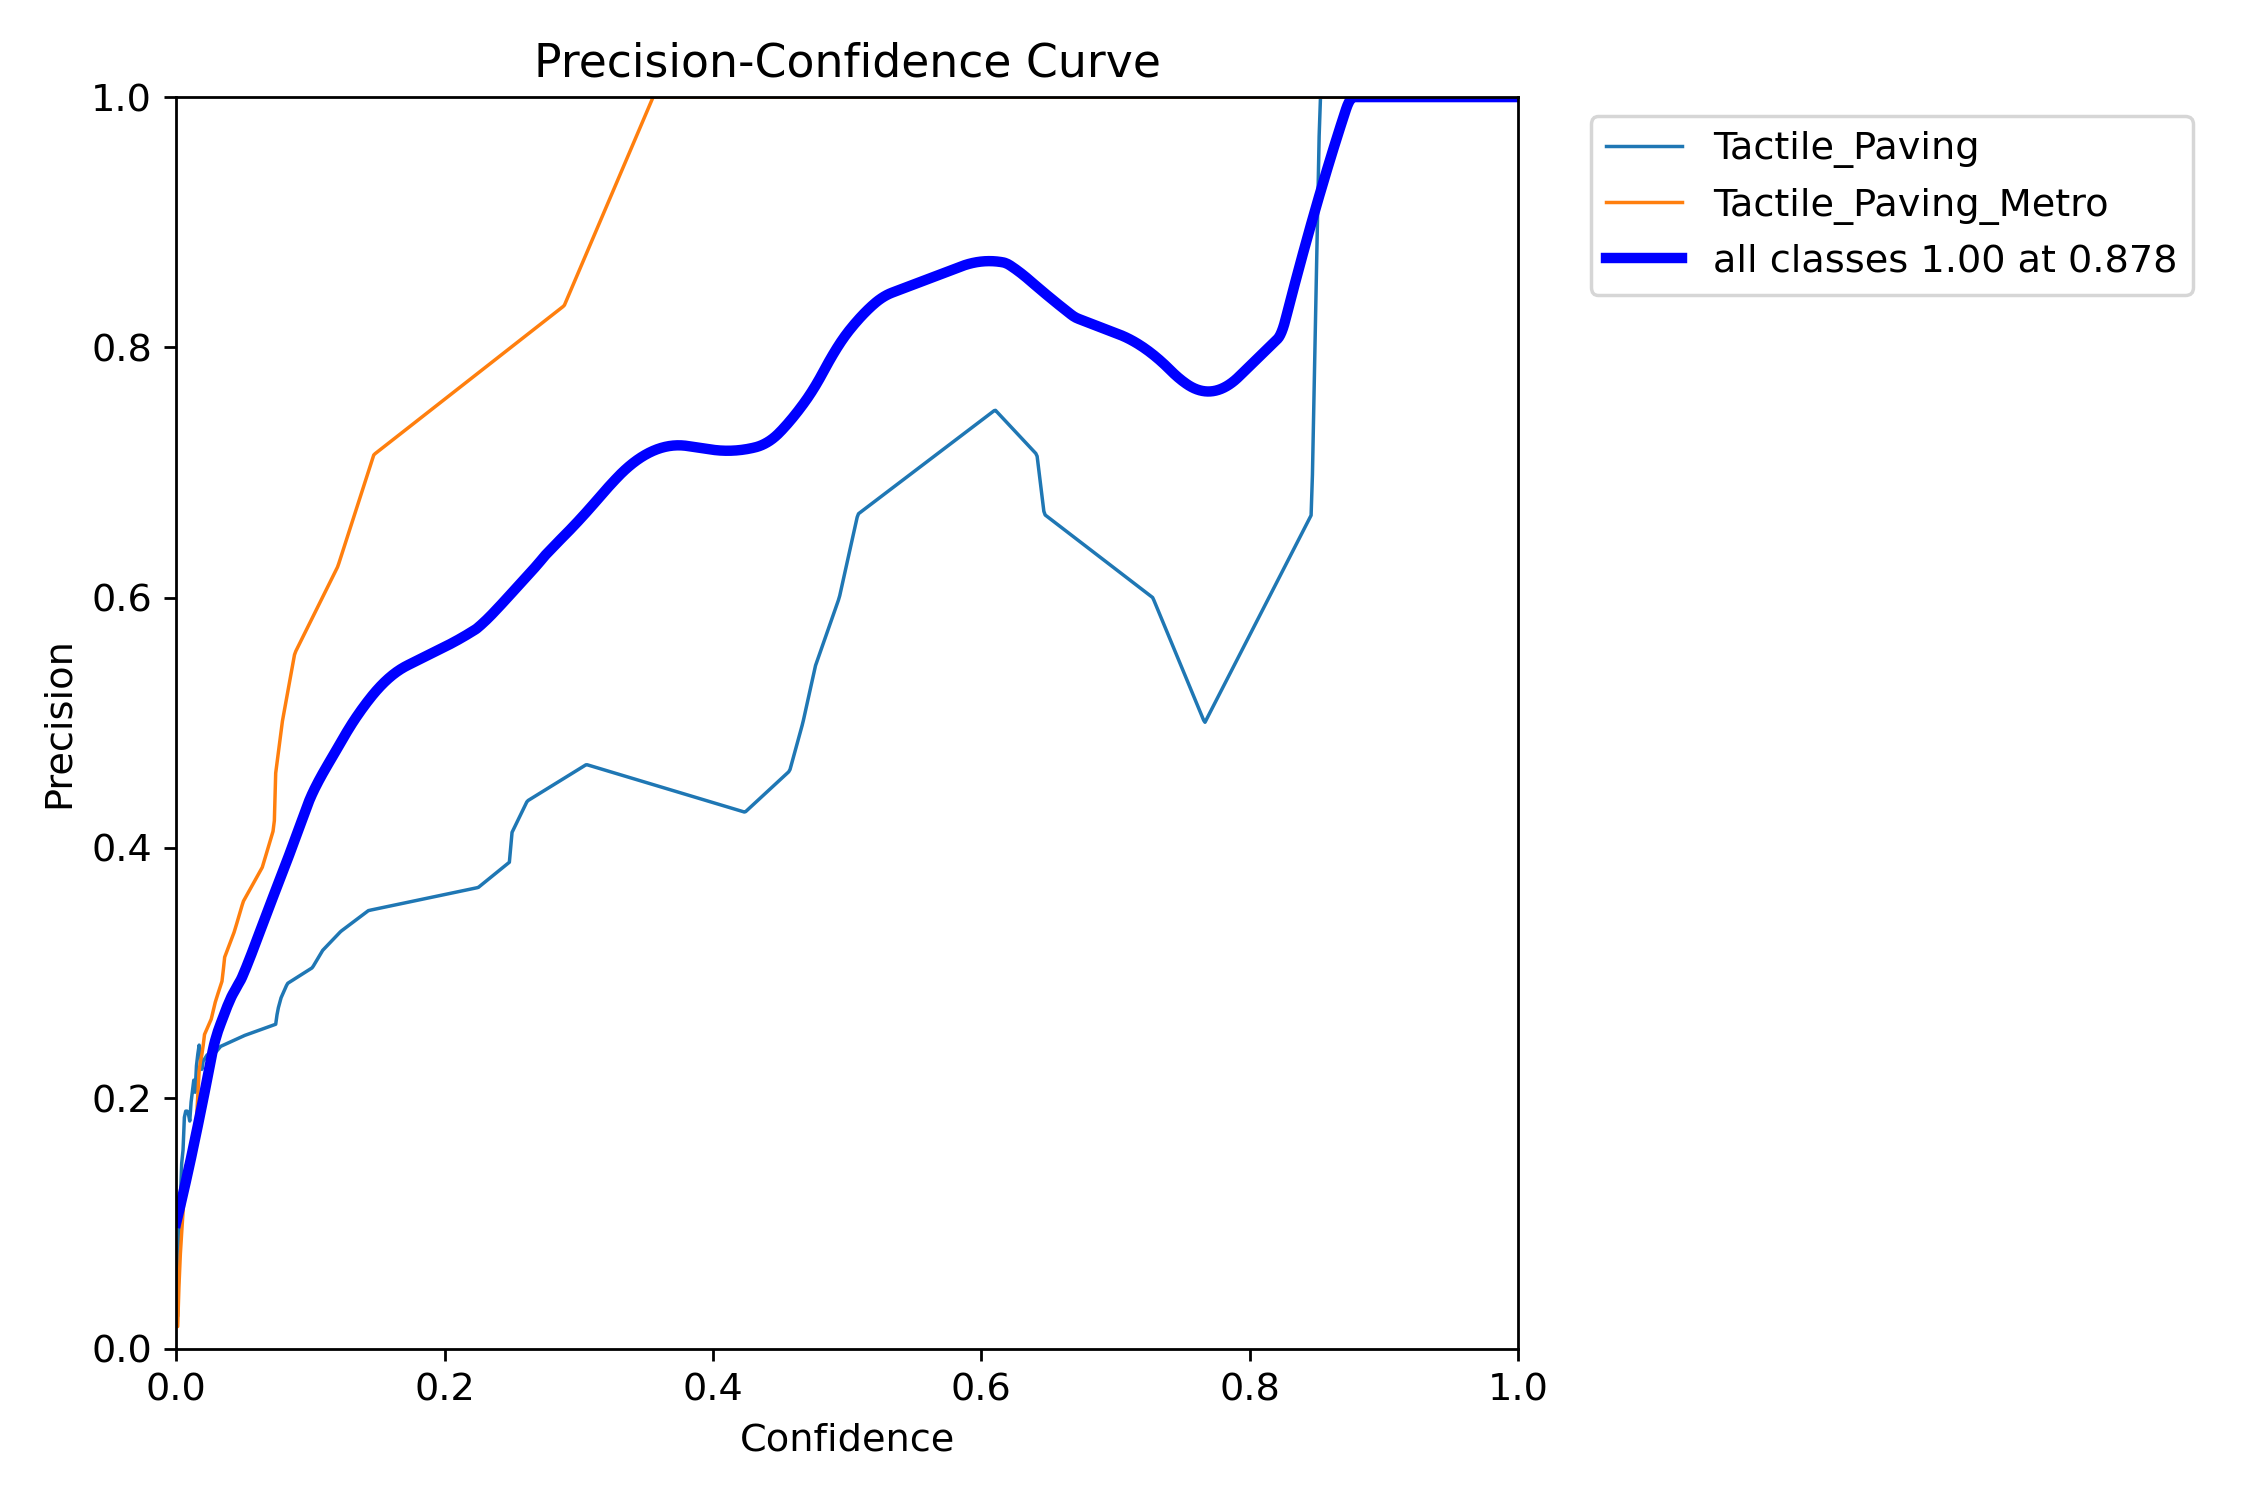 Precision-Confidence Curve
1.0
0.8
0.6
0.4
0.2
0.0
Precision
0.0 0.2 0.4 0.6 0.8 1.0
Confidence
Tactile_Paving
Tactile_Paving_Metro
all classes 1.00 at 0.878